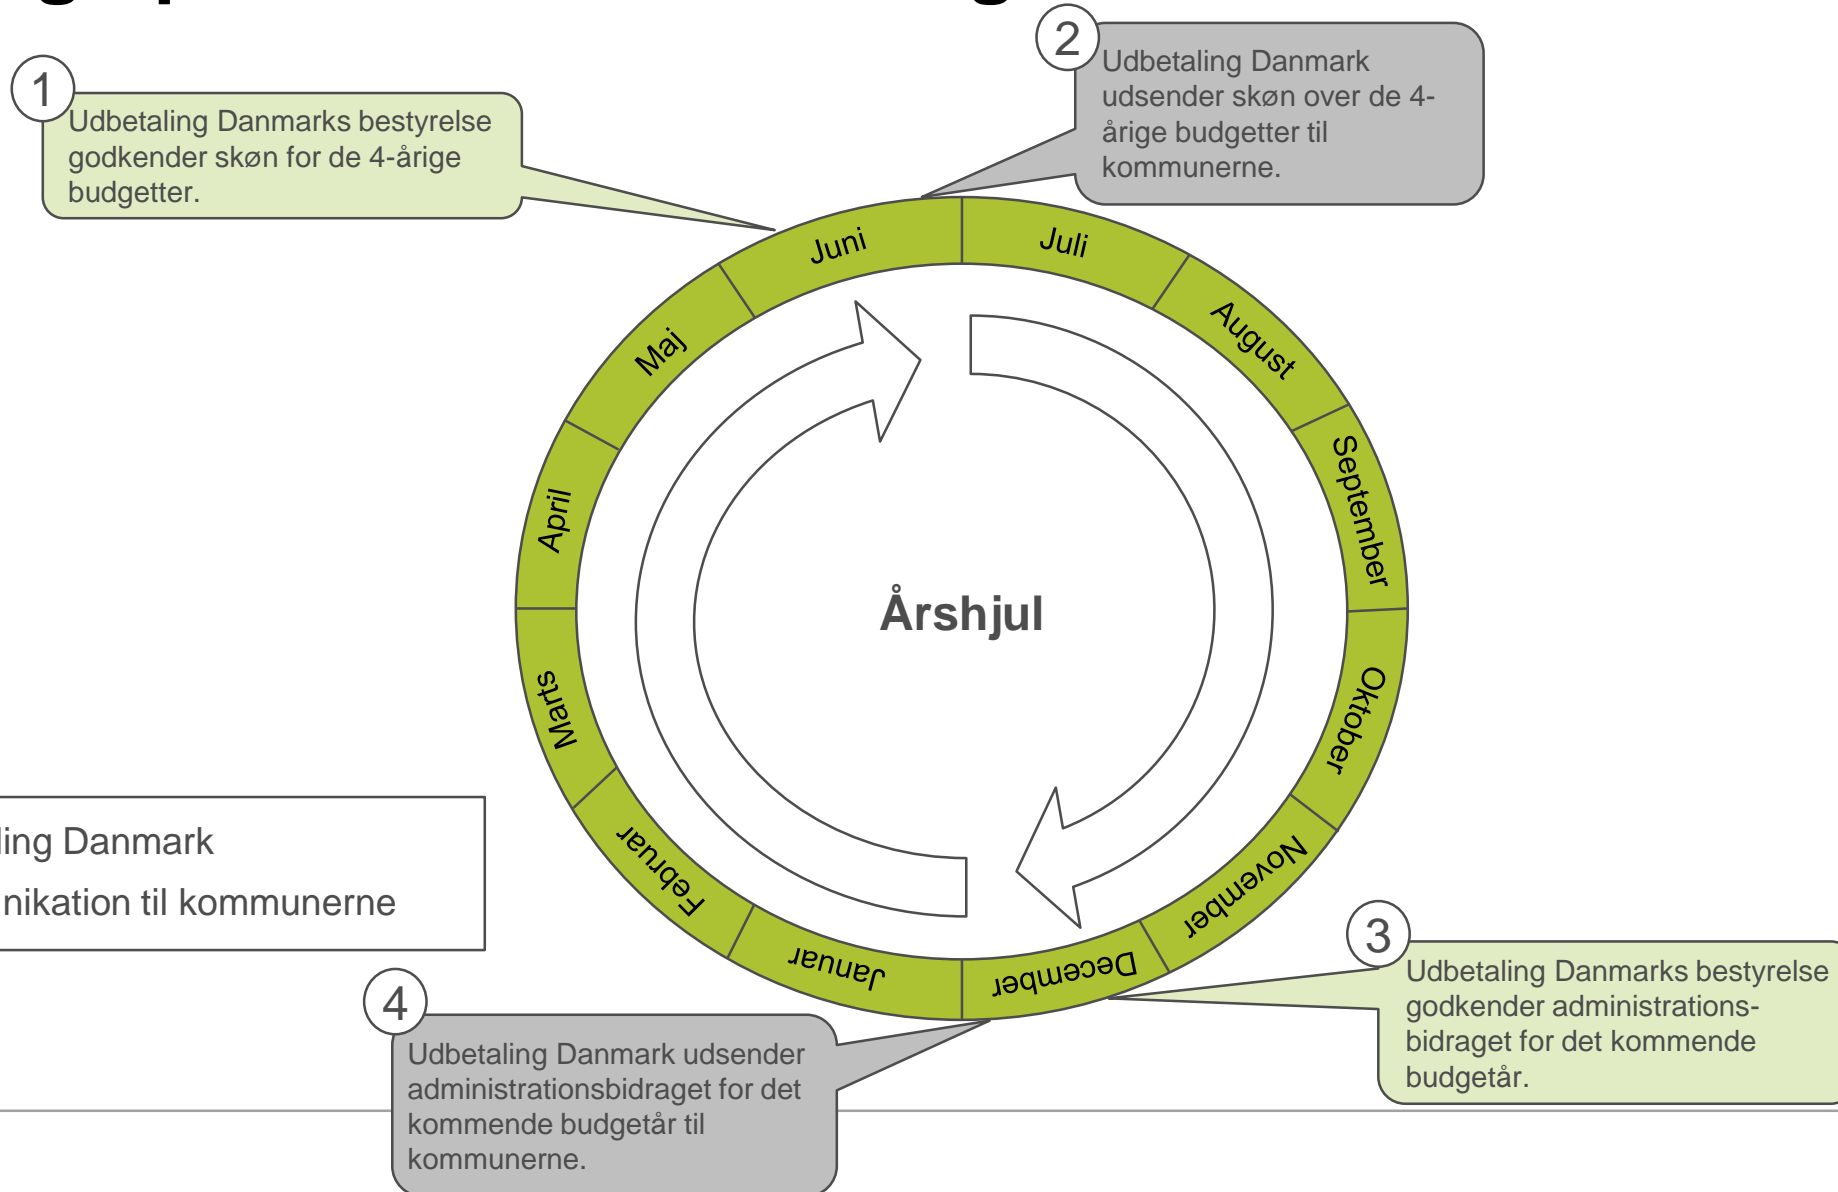 1
Udbetaling Danmarks bestyrelse
godkender skøn for de 4-årige
budgetter.
2
Udbetaling Danmark
udsender skøn over de 4-
årige budgetter til
kommunerne.
Juni
Juli
Maj
August
April
September
Årshjul
Marts
Oktober
Februar
November
Januar
December
ling Danmark
nikation til kommunerne
3
Udbetaling Danmarks bestyrelse
godkender administrations-
bidraget for det kommende
budgetår.
4
Udbetaling Danmark udsender
administrationsbidraget for det
kommende budgetår til
kommunerne.